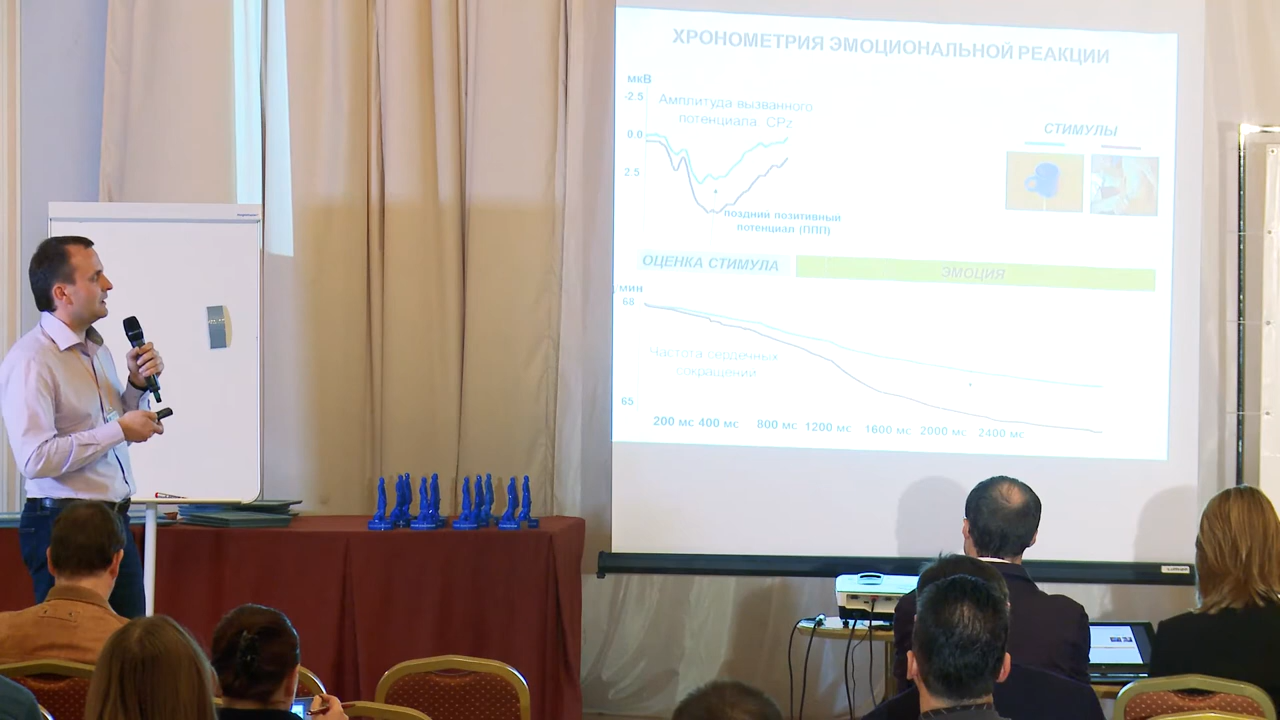 ХРОНОМЕТРИЯ ЭМОЦИОНАЛЬНОЙ РЕАКЦИИ
мкВ
-2.5
Амплитуда вызванного
потенциала CPz
0.0
2.5
СТИМУЛЫ
поздний позитивный
потенциал (ППП)
ОЦЕНКА СТИМУЛА
ЭМОЦИЯ
мин
68
Частота сердечных
сокращений
65
200 мс 400 мс 800 мс 1200 мс 1600 мс 2000 мс 2400 мс